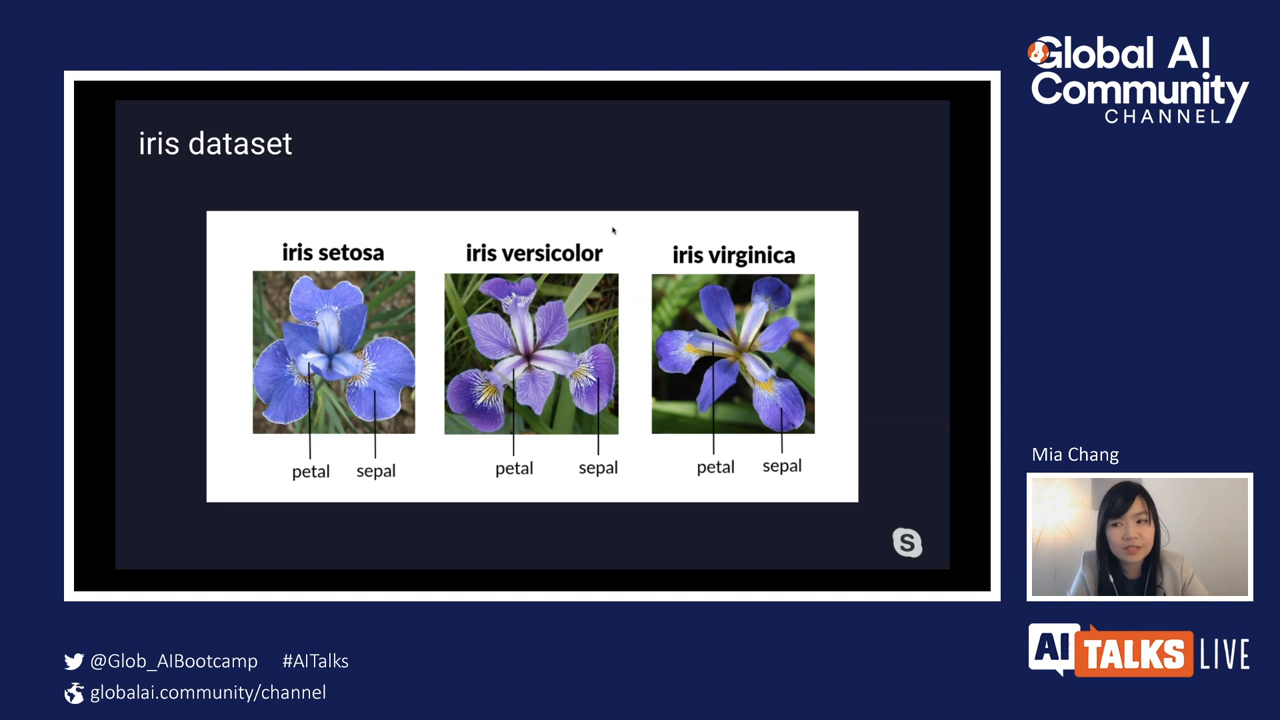 Global AI
Community
CHANNEL
iris dataset
iris setosa
iris versicolor
iris virginica
petal
sepal
petal
sepal
petal
sepal
S
Mia Chang
@Glob_AIBootcamp #AITalks
globalai.community/channel
AI TALKS LIVE